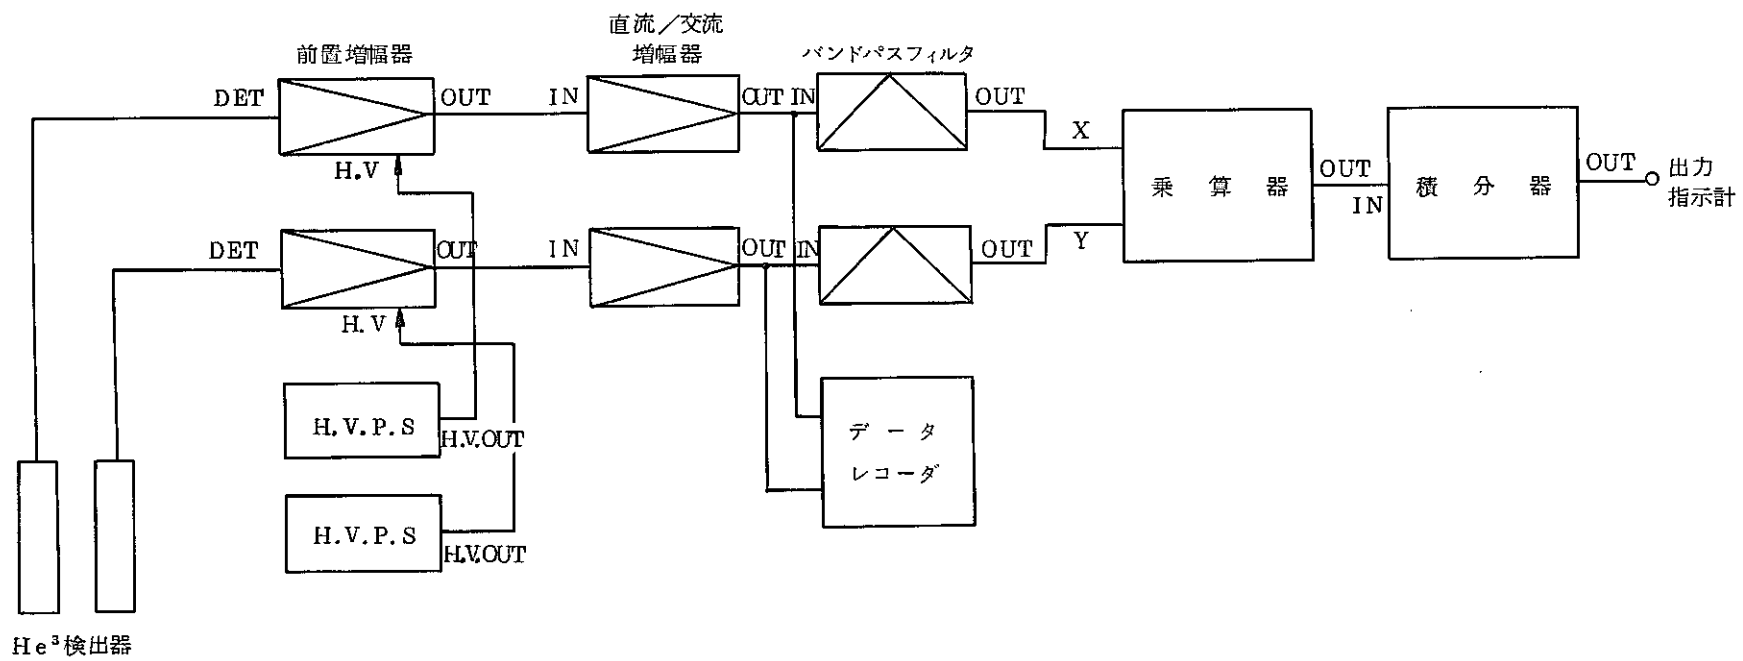 直流／交流
前置増幅器
増幅器
バンドパスフィルタ
DET
OUT
IN
OUT
IN
OUT
X
H.V
乗算器
OUT
IN
積分器
OUT
出力
指示計
DET
OUT
IN
OUT
IN
OUT
Y
H.V
H.V.P.S
H.V.OUT
データ
レコーダ
H.V.P.S
H.V.OUT
He³検出器